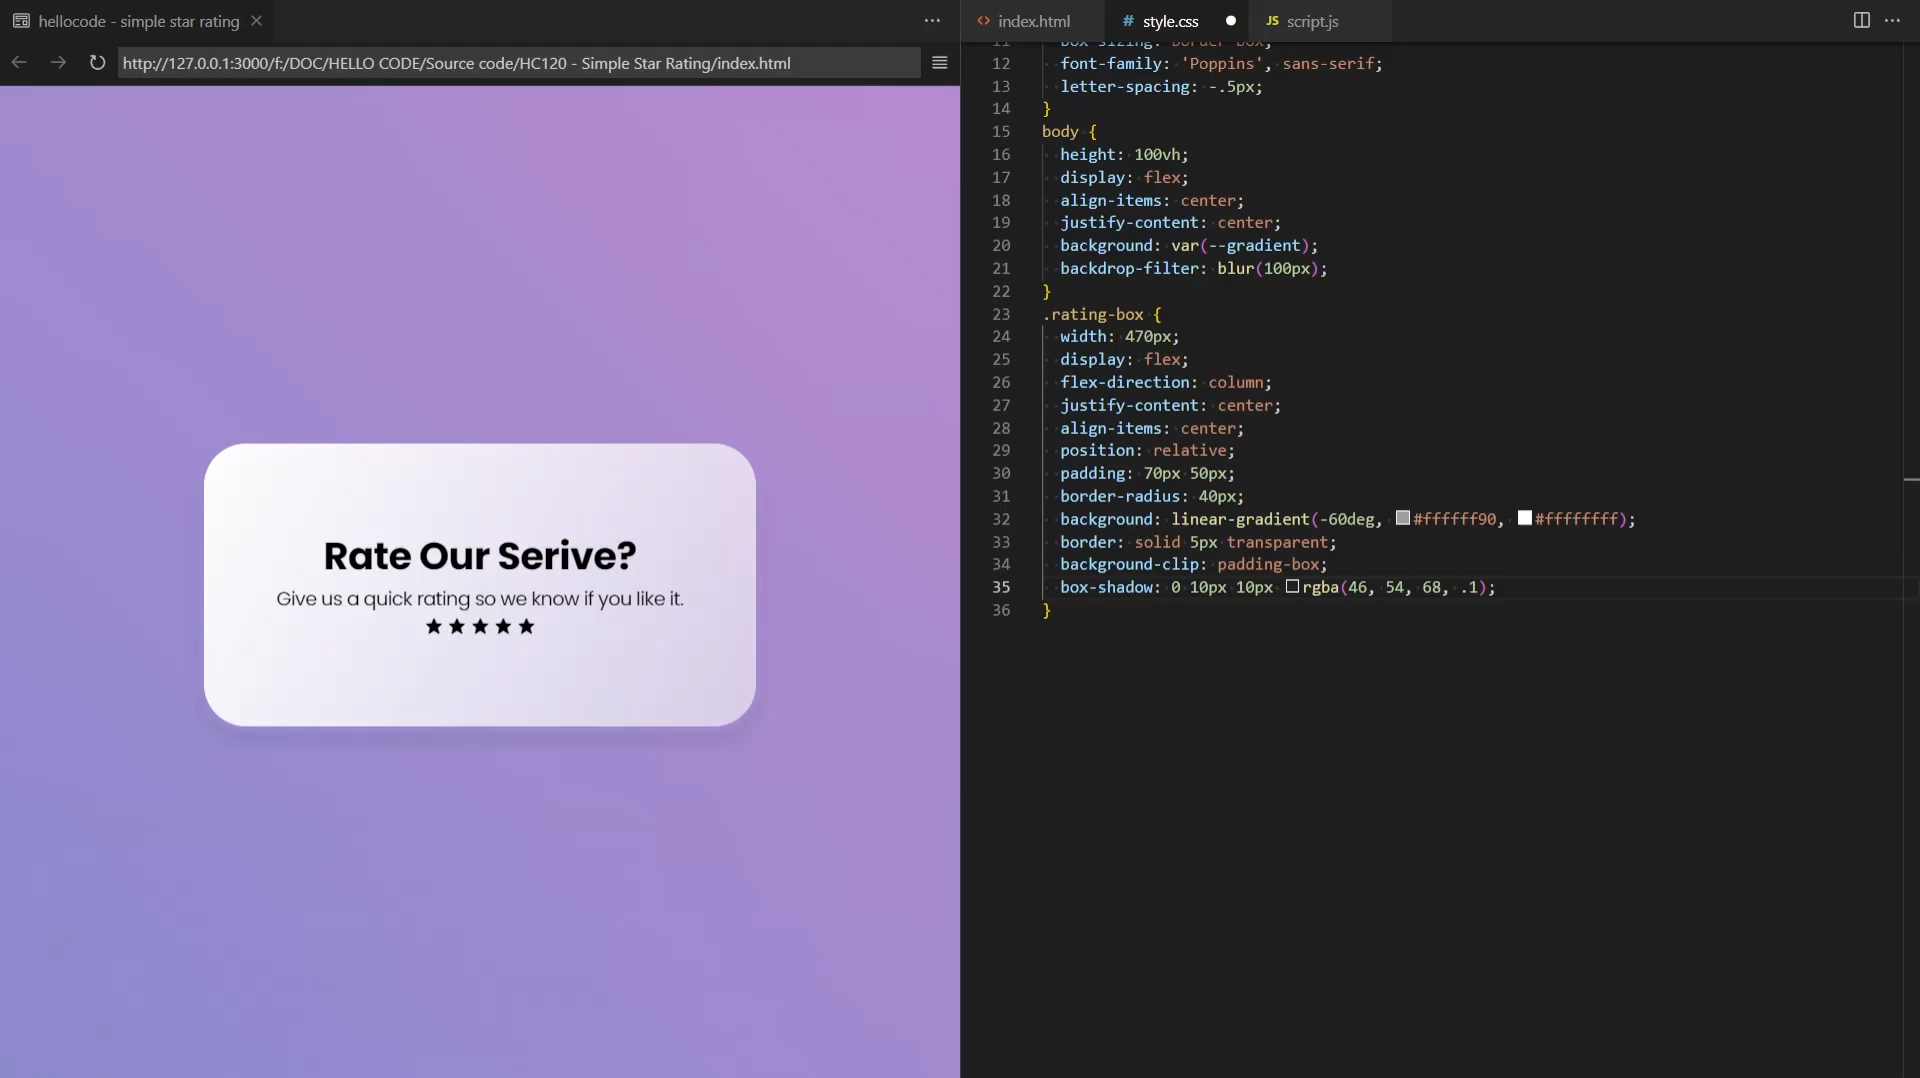 hellocode - simple star rating
http://127.0.0.1:3000/f:/DOC/HELLO CODE/Source code/HC120 - Simple Star Rating/index.html
Rate Our Serive?
Give us a quick rating so we know if you like it.
index.html
# style.css
JS script.js
11 box-sizing: border-box;
12 font-family: 'Poppins', sans-serif;
13 letter-spacing: -.5px;
14 }
15 body {
16 height: 100vh;
17 display: flex;
18 align-items: center;
19 justify-content: center;
20 background: var(--gradient);
21 backdrop-filter: blur(100px);
22 }
23 .rating-box {
24 width: 470px;
25 display: flex;
26 flex-direction: column;
27 justify-content: center;
28 align-items: center;
29 position: relative;
30 padding: 70px 50px;
31 border-radius: 40px;
32 background: linear-gradient(-60deg, #ffffff90, #ffffffff);
33 border: solid 5px transparent;
34 background-clip: padding-box;
35 box-shadow: 0 10px 10px rgba(46, 54, 68, .1);
36 }